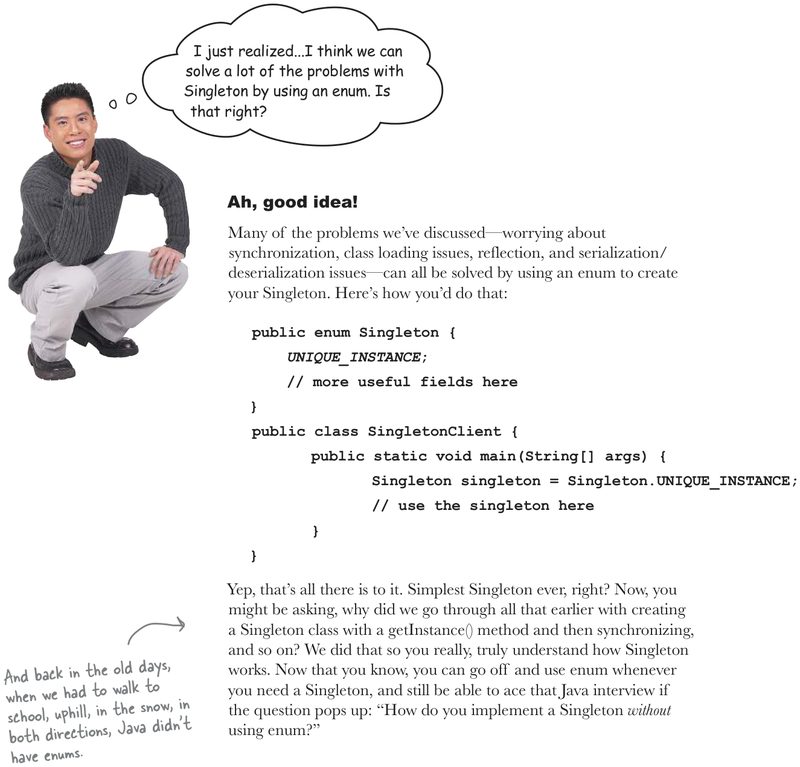 I just realized...I think we can
solve a lot of the problems with
Singleton by using an enum. Is
that right?
Ah, good idea!
Many of the problems we’ve discussed—worrying about
synchronization, class loading issues, reflection, and serialization/
deserialization issues—can all be solved by using an enum to create
your Singleton. Here’s how you’d do that:
public enum Singleton {
UNIQUE_INSTANCE;
// more useful fields here
}
public class SingletonClient {
public static void main(String[] args) {
Singleton singleton = Singleton.UNIQUE_INSTANCE;
// use the singleton here
}
}
Yep, that’s all there is to it. Simplest Singleton ever, right? Now, you
might be asking, why did we go through all that earlier with creating
a Singleton class with a getInstance() method and then synchronizing,
and so on? We did that so you really, truly understand how Singleton
works. Now that you know, you can go off and use enum whenever
you need a Singleton, and still be able to ace that Java interview if
the question pops up: “How do you implement a Singleton without
using enum?”
And back in the old days,
when we had to walk to
school, uphill, in the snow, in
both directions, Java didn’t
have enums.